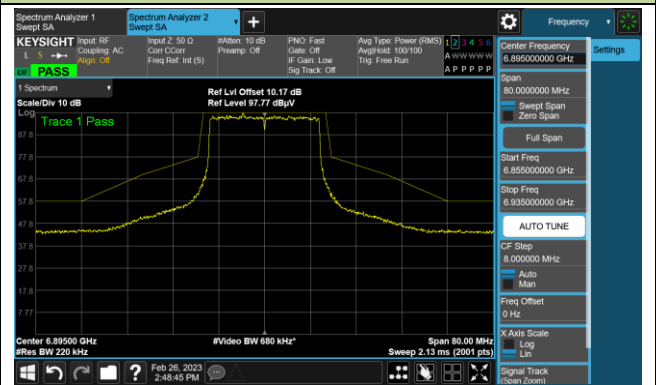 Spectrum Analyzer 1
Swept SA
Spectrum Analyzer 2
Swept SA
Frequency
KEYSIGHT
L S
PASS
Input: RF
Coupling: AC
Align: Off
Input Z: 50 Ω
Corr CCorr
Freq Ref: Int (S)
#Atten: 10 dB
Preamp: Off
PNO: Fast
Gate: Off
IF Gain: Low
Sig Track: Off
Avg Type: Power (RMS)
Avg|Hold: 100/100
Trig: Free Run
1 2 3 4 5 6
A W W W W W
A P P P P P
1 Spectrum
Scale/Div 10 dB
Ref Lvl Offset 10.17 dB
Ref Level 97.77 dBµV
Log
Trace 1 Pass
87.8
77.8
67.8
57.8
47.8
37.8
27.8
17.8
7.77
Center 6.89500 GHz
#Res BW 220 kHz
#Video BW 680 kHz*
Span 80.00 MHz
Sweep 2.13 ms (2001 pts)
Feb 26, 2023
2:48:45 PM
Center Frequency
6.895000000 GHz
Settings
Span
80.0000000 MHz
Swept Span
Zero Span
Full Span
Start Freq
6.855000000 GHz
Stop Freq
6.935000000 GHz
AUTO TUNE
CF Step
8.000000 MHz
Auto
Man
Freq Offset
0 Hz
X Axis Scale
Log
Lin
Signal Track
(Span Zoom)